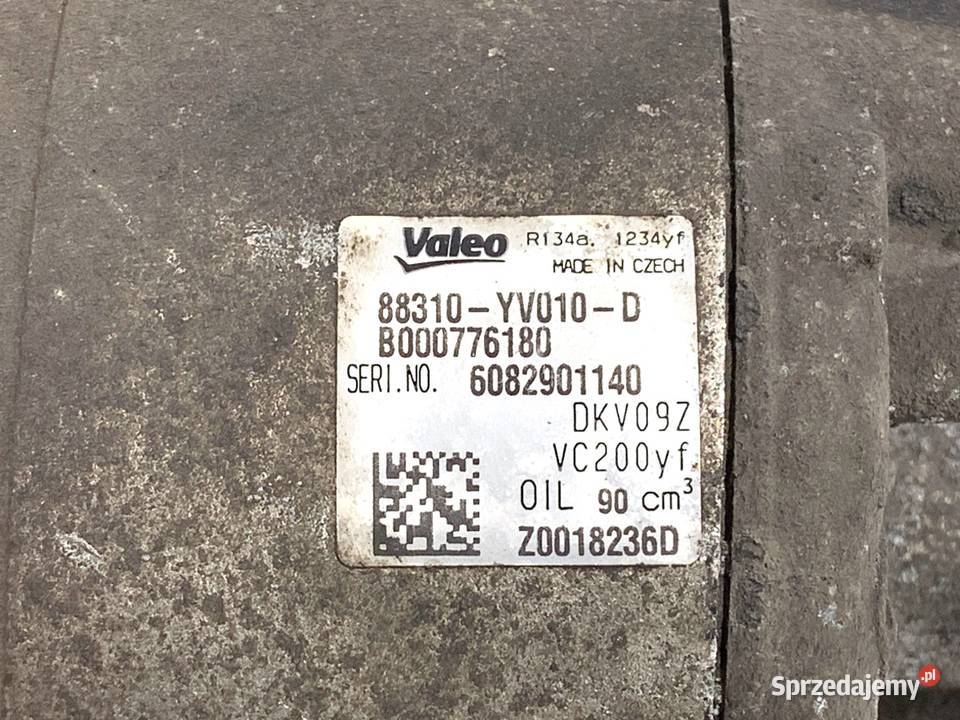 Valeo R134a. 1234yf
MADE IN CZECH
88310-YV010-D
B000776180
SERI.NO. 6082901140
DKV09Z
VC200yf
OIL 90 cm³
Z0018236D
Sprzedajemy.pl